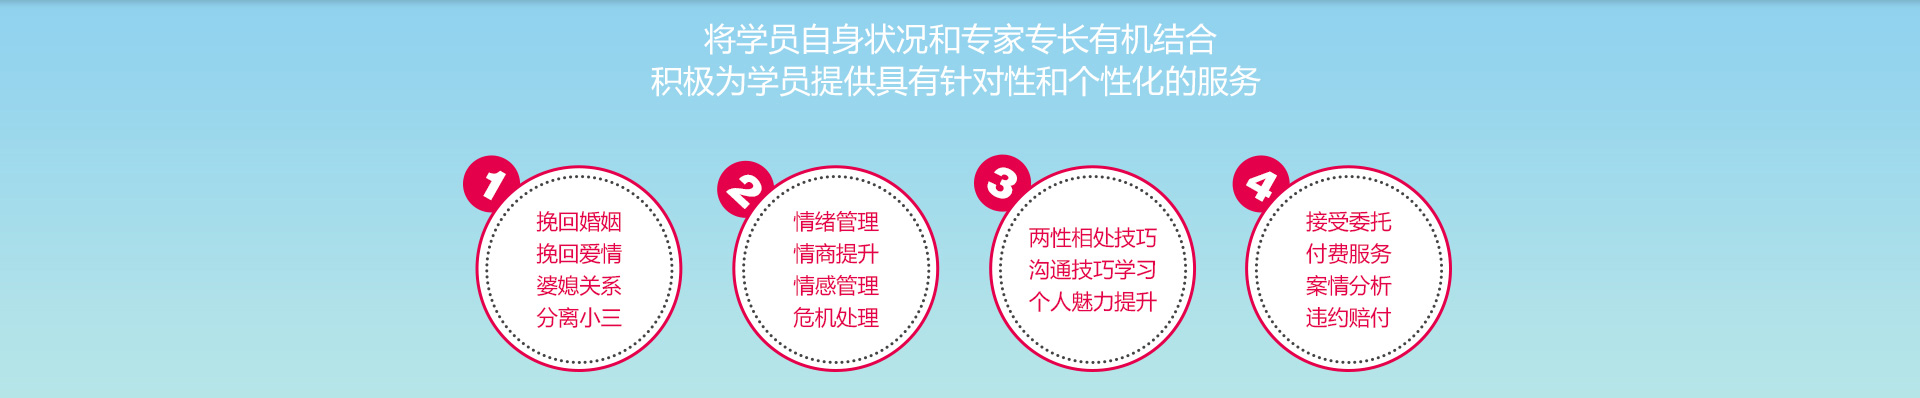 将学员自身状况和专家专长有机结合
积极为学员提供具有针对性和个性化的服务
1
挽回婚姻
挽回爱情
婆媳关系
分离小三
2
情绪管理
情商提升
情感管理
危机处理
3
两性相处技巧
沟通技巧学习
个人魅力提升
4
接受委托
付费服务
案情分析
违约赔付